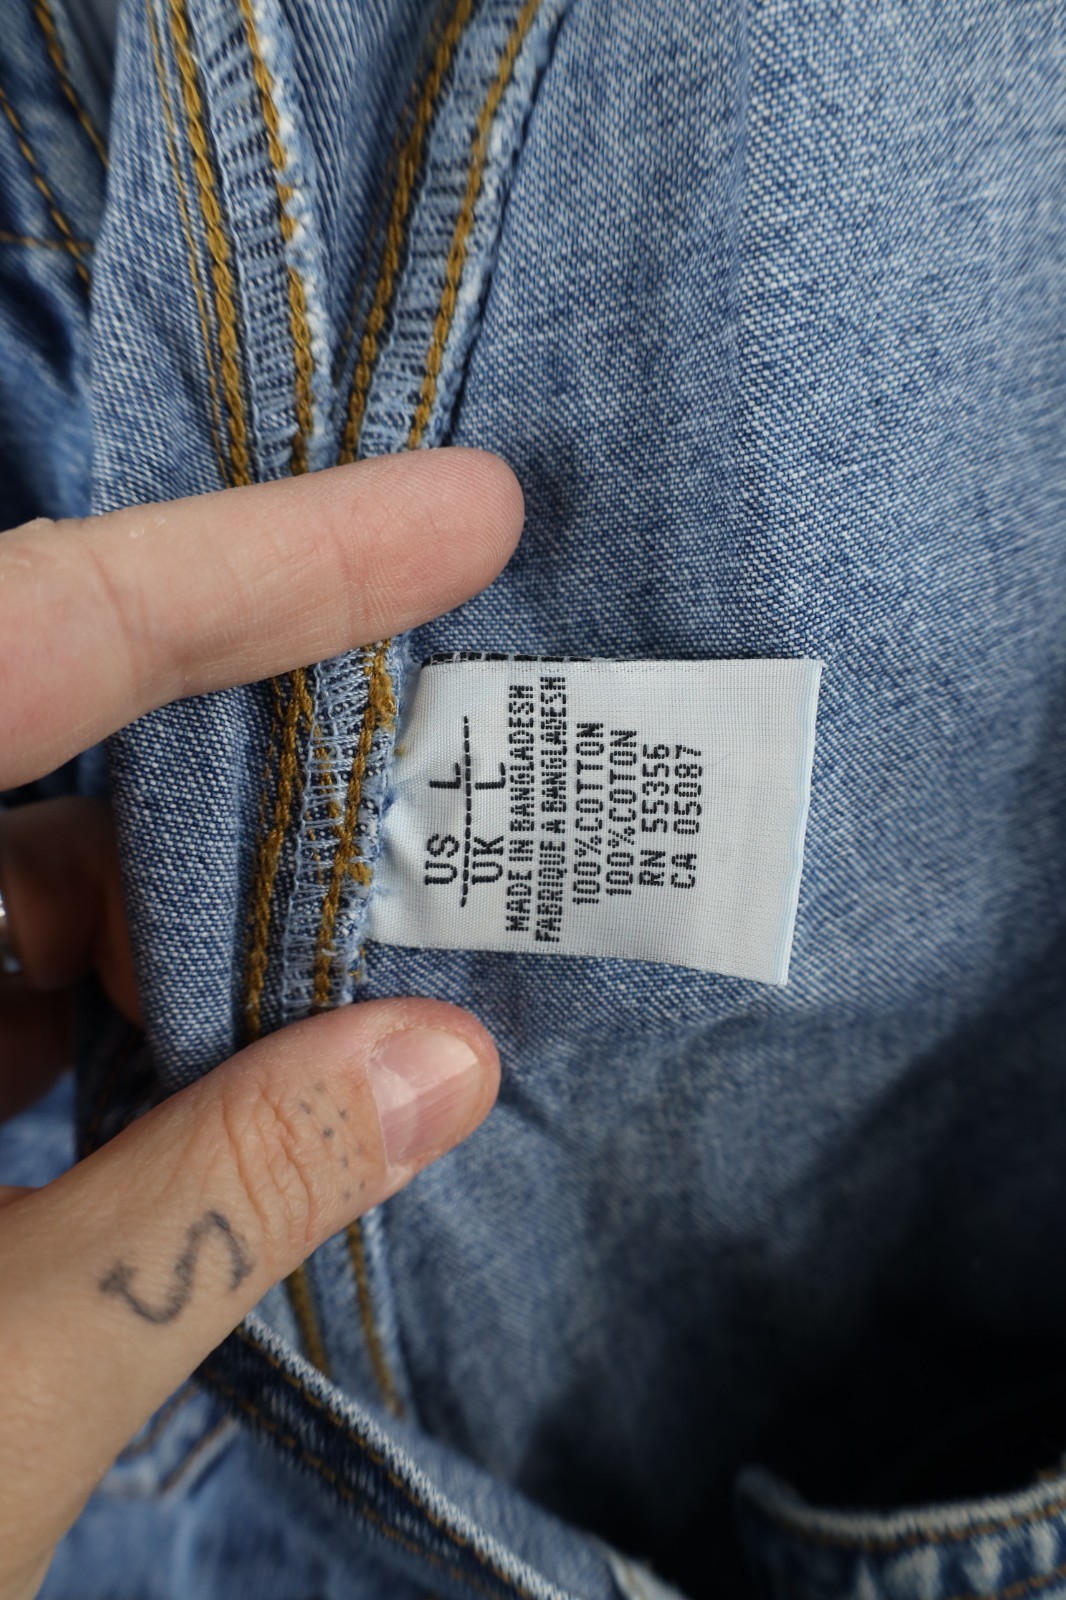 US L
UK L
MADE IN BANGLADESH
FABRIQUE A BANGLADESH
100%COTTON
100%COTON
RN 55356
CA 05087